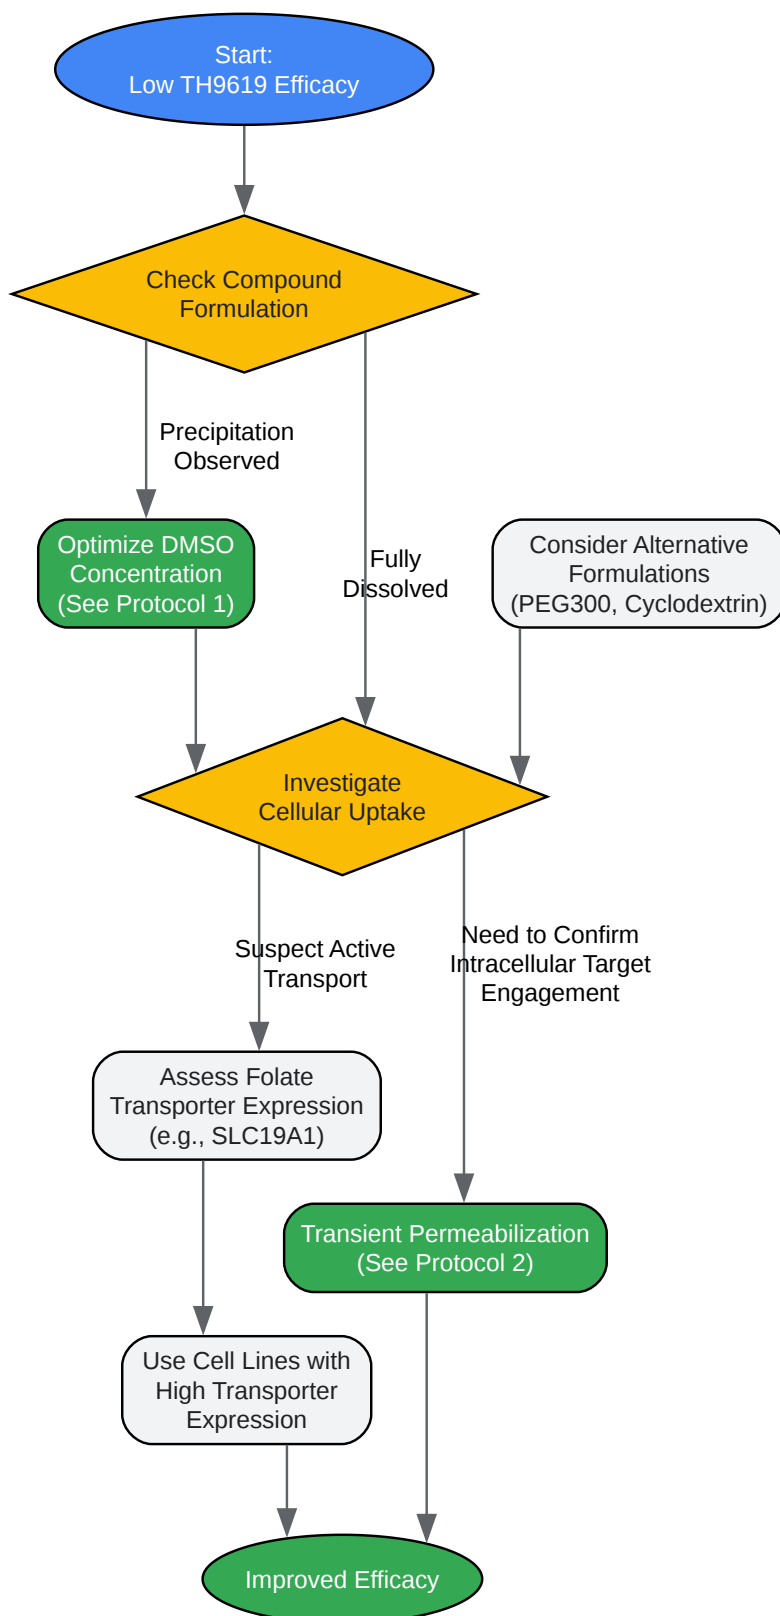 Start:
Low TH9619 Efficacy
Check Compound
Formulation
Precipitation
Observed
Optimize DMSO
Concentration
(See Protocol 1)
Fully
Dissolved
Consider Alternative
Formulations
(PEG300, Cyclodextrin)
Investigate
Cellular Uptake
Suspect Active
Transport
Need to Confirm
Intracellular Target
Engagement
Assess Folate
Transporter Expression
(e.g., SLC19A1)
Transient Permeabilization
(See Protocol 2)
Use Cell Lines with
High Transporter
Expression
Improved Efficacy